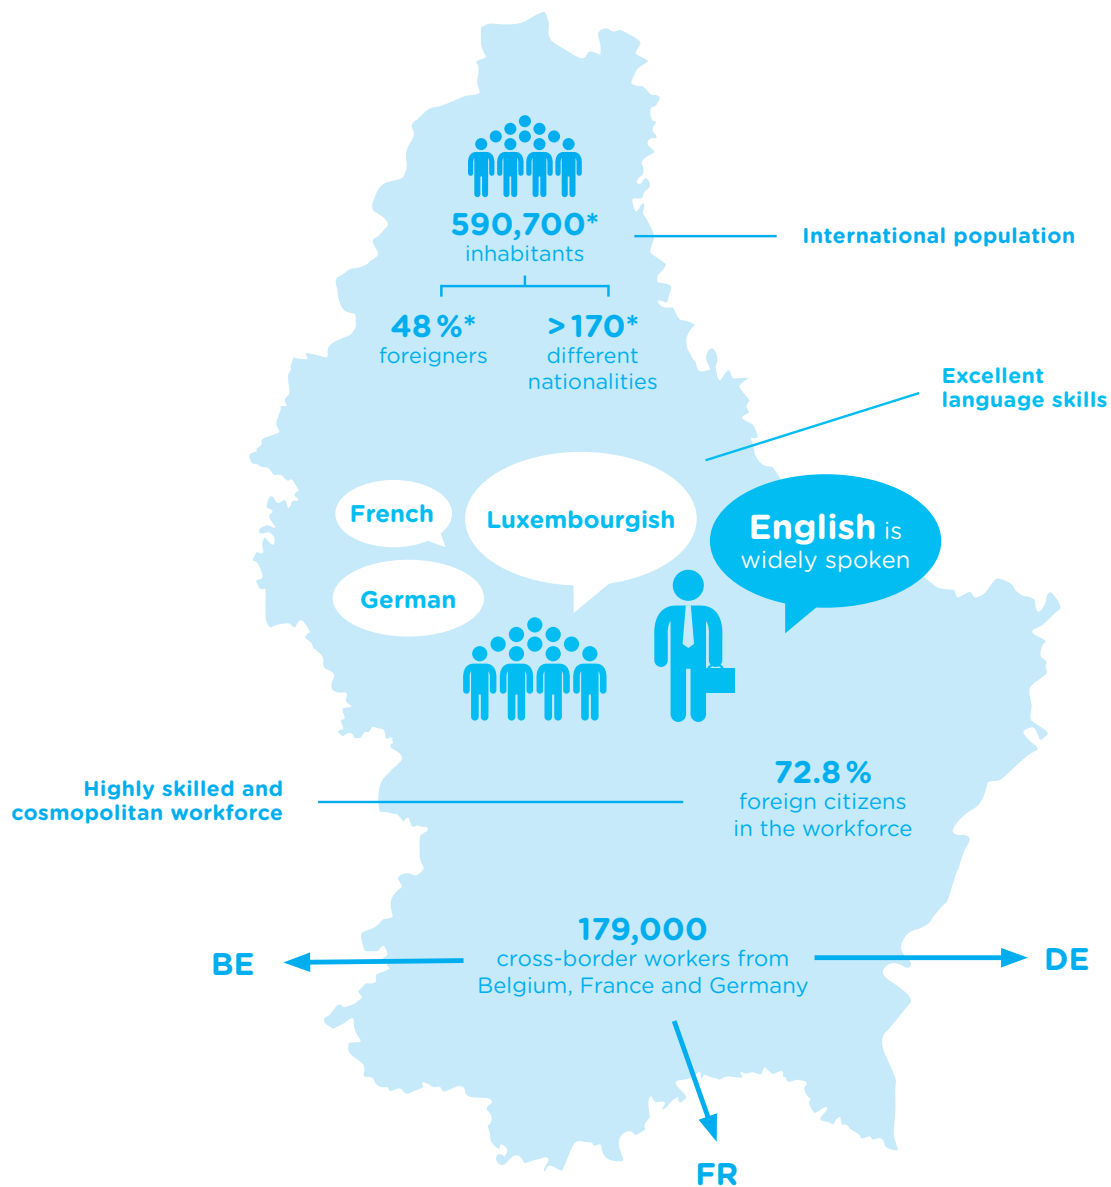 590,700*
inhabitants
International population
48 %*
foreigners
> 170*
different
nationalities
Excellent
language skills
French
Luxembourgish
English is
widely spoken
German
72.8 %
foreign citizens
in the workforce
Highly skilled and
cosmopolitan workforce
179,000
cross-border workers from
Belgium, France and Germany
BE
DE
FR